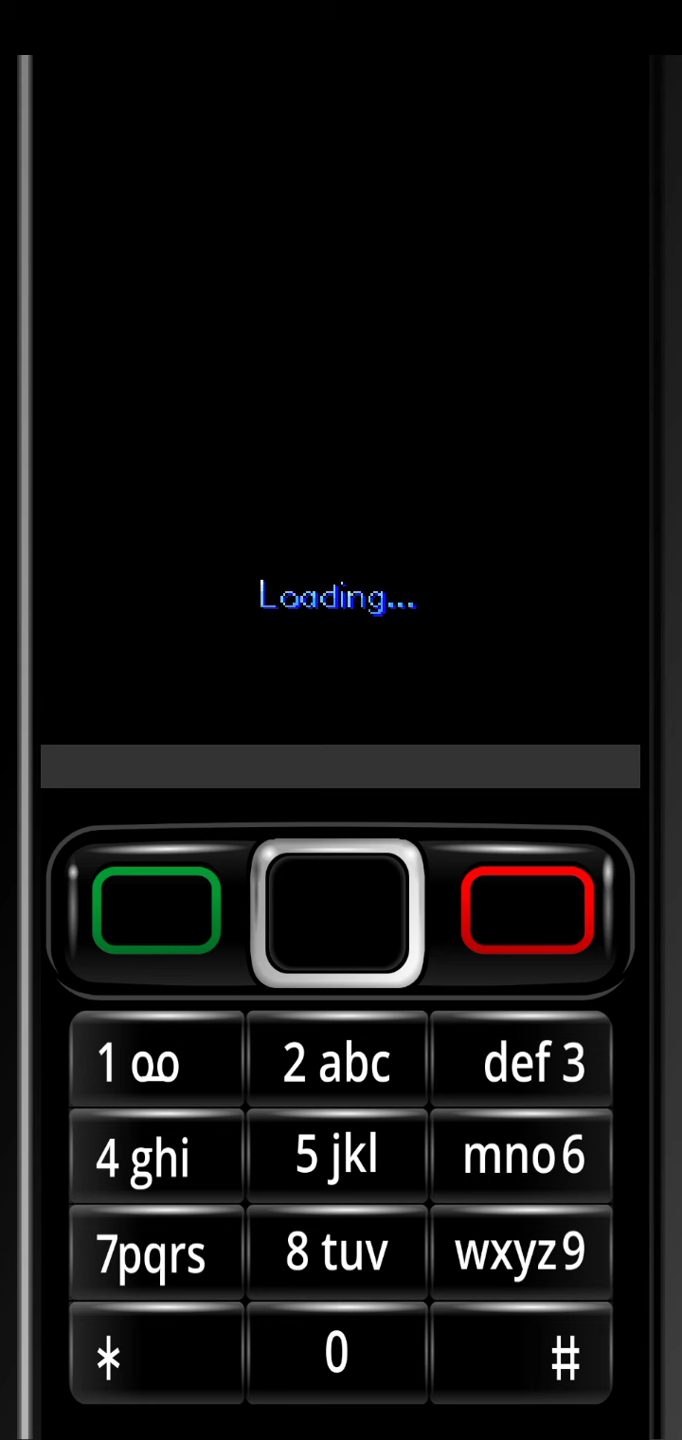 Loading...
1 ꝏ 2 abc def 3
4 ghi 5 jkl mno 6
7pqrs 8 tuv wxyz 9
* 0 #